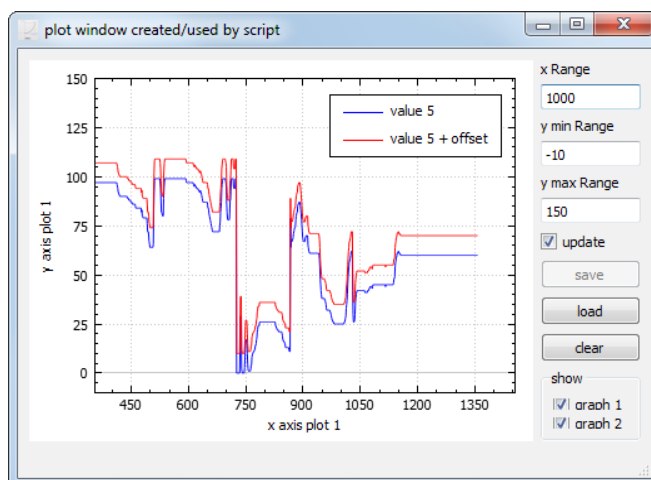 plot window created/used by script
150
125
100
75
50
25
0
y axis plot 1
450
600
750
900
1050
1200
1350
x axis plot 1
value 5
value 5 + offset
x Range
1000
y min Range
-10
y max Range
150
update
save
load
clear
show
graph 1
graph 2